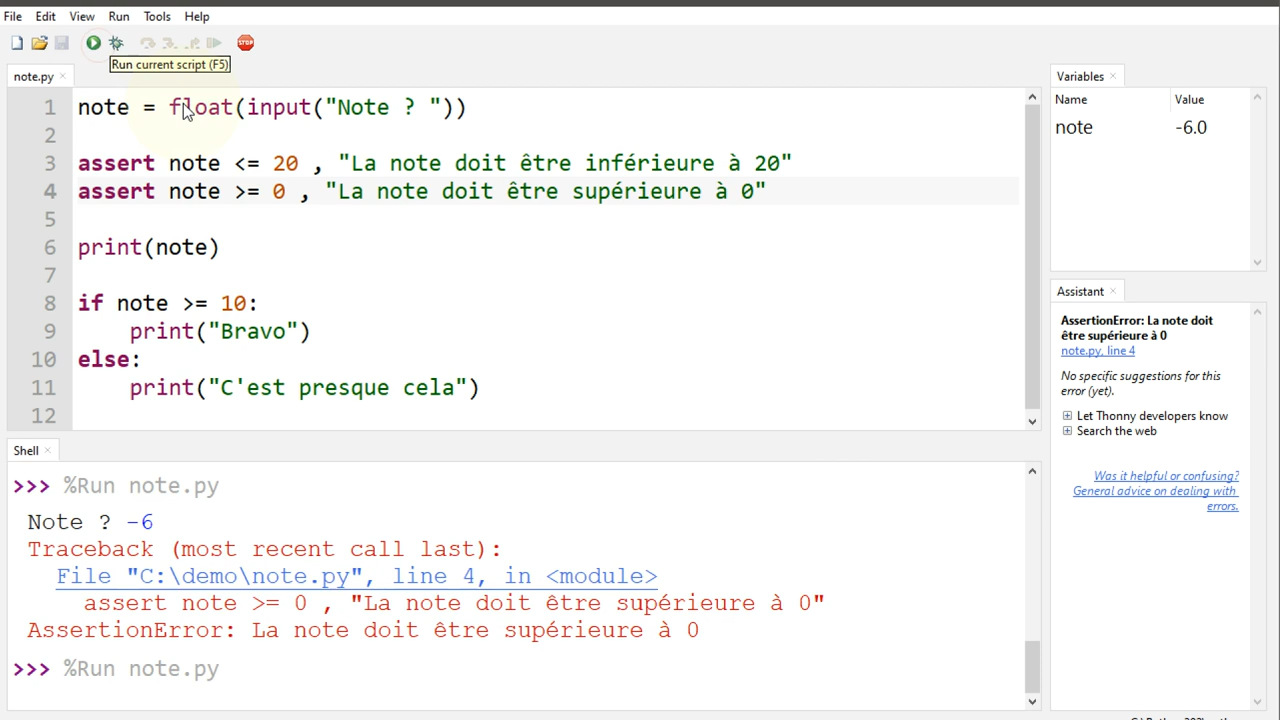 File Edit View Run Tools Help
STOP
Run current script (F5)
note.py
1 note = float(input("Note ? "))
2
3 assert note <= 20 , "La note doit être inférieure à 20"
4 assert note >= 0 , "La note doit être supérieure à 0"
5
6 print(note)
7
8 if note >= 10:
9 print("Bravo")
10 else:
11 print("C'est presque cela")
12
Shell
>>> %Run note.py
Note ? -6
Traceback (most recent call last):
File "C:\demo\note.py", line 4, in <module>
assert note >= 0 , "La note doit être supérieure à 0"
AssertionError: La note doit être supérieure à 0
>>> %Run note.py
Variables
Name Value
note -6.0
Assistant
AssertionError: La note doit
être supérieure à 0
note.py, line 4
No specific suggestions for this
error (yet).
Let Thonny developers know
Search the web
Was it helpful or confusing?
General advice on dealing with
errors.